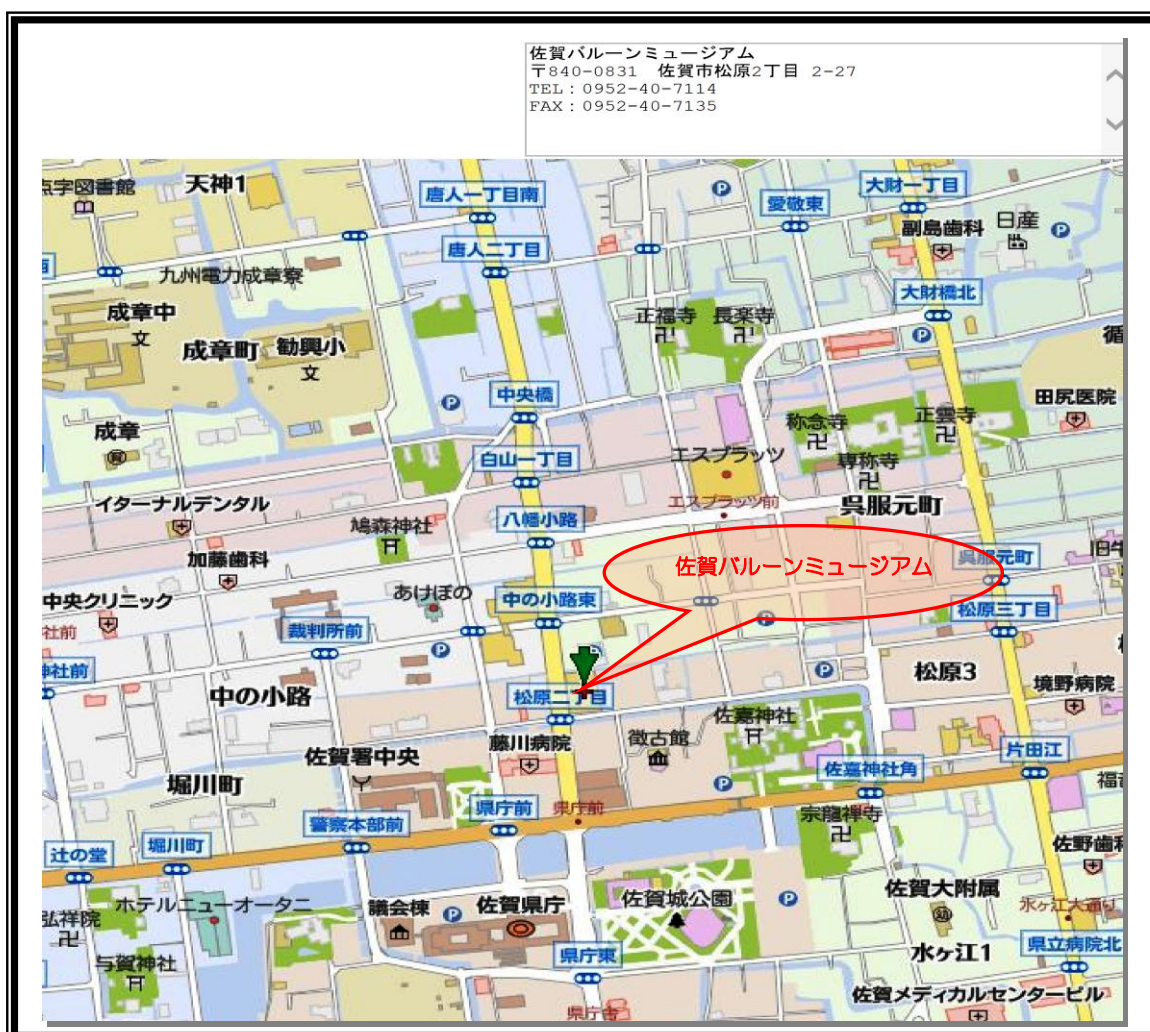 佐賀バルーンミュージアム
〒840-0831 佐賀市松原2丁目 2-27
TEL：0952-40-7114
FAX：0952-40-7135
点字図書館
天神1
唐人一丁目南
愛敬東
大財一丁目
副島歯科
日産
唐人二丁目
九州電力成章寮
大財橋北
成章中
正福寺
長楽寺
成章町
勧興小
循
中央橋
田尻医院
称念寺
正雲寺
成章
白山一丁目
エスプラッツ
専称寺
イターナルデンタル
八幡小路
エスプラッツ前
呉服元町
鳩森神社
加藤歯科
佐賀バルーンミュージアム
呉服元町
旧牛
中央クリニック
あけぼの
中の小路東
松原三丁目
社前
裁判所前
神社前
松原3
中の小路
松原二丁目
境野病院
佐嘉神社
佐賀署中央
藤川病院
徴古館
片田江
堀川町
佐嘉神社角
福音
県庁前
県庁前
宗龍禅寺
警察本部前
辻の堂
堀川町
佐野歯科
ホテルニューオータニ
議会棟
佐賀県庁
佐賀城公園
佐賀大附属
弘祥院
水ヶ江大通り
与賀神社
県庁東
水ヶ江1
県立病院北
佐賀メディカルセンタービル
県庁舎